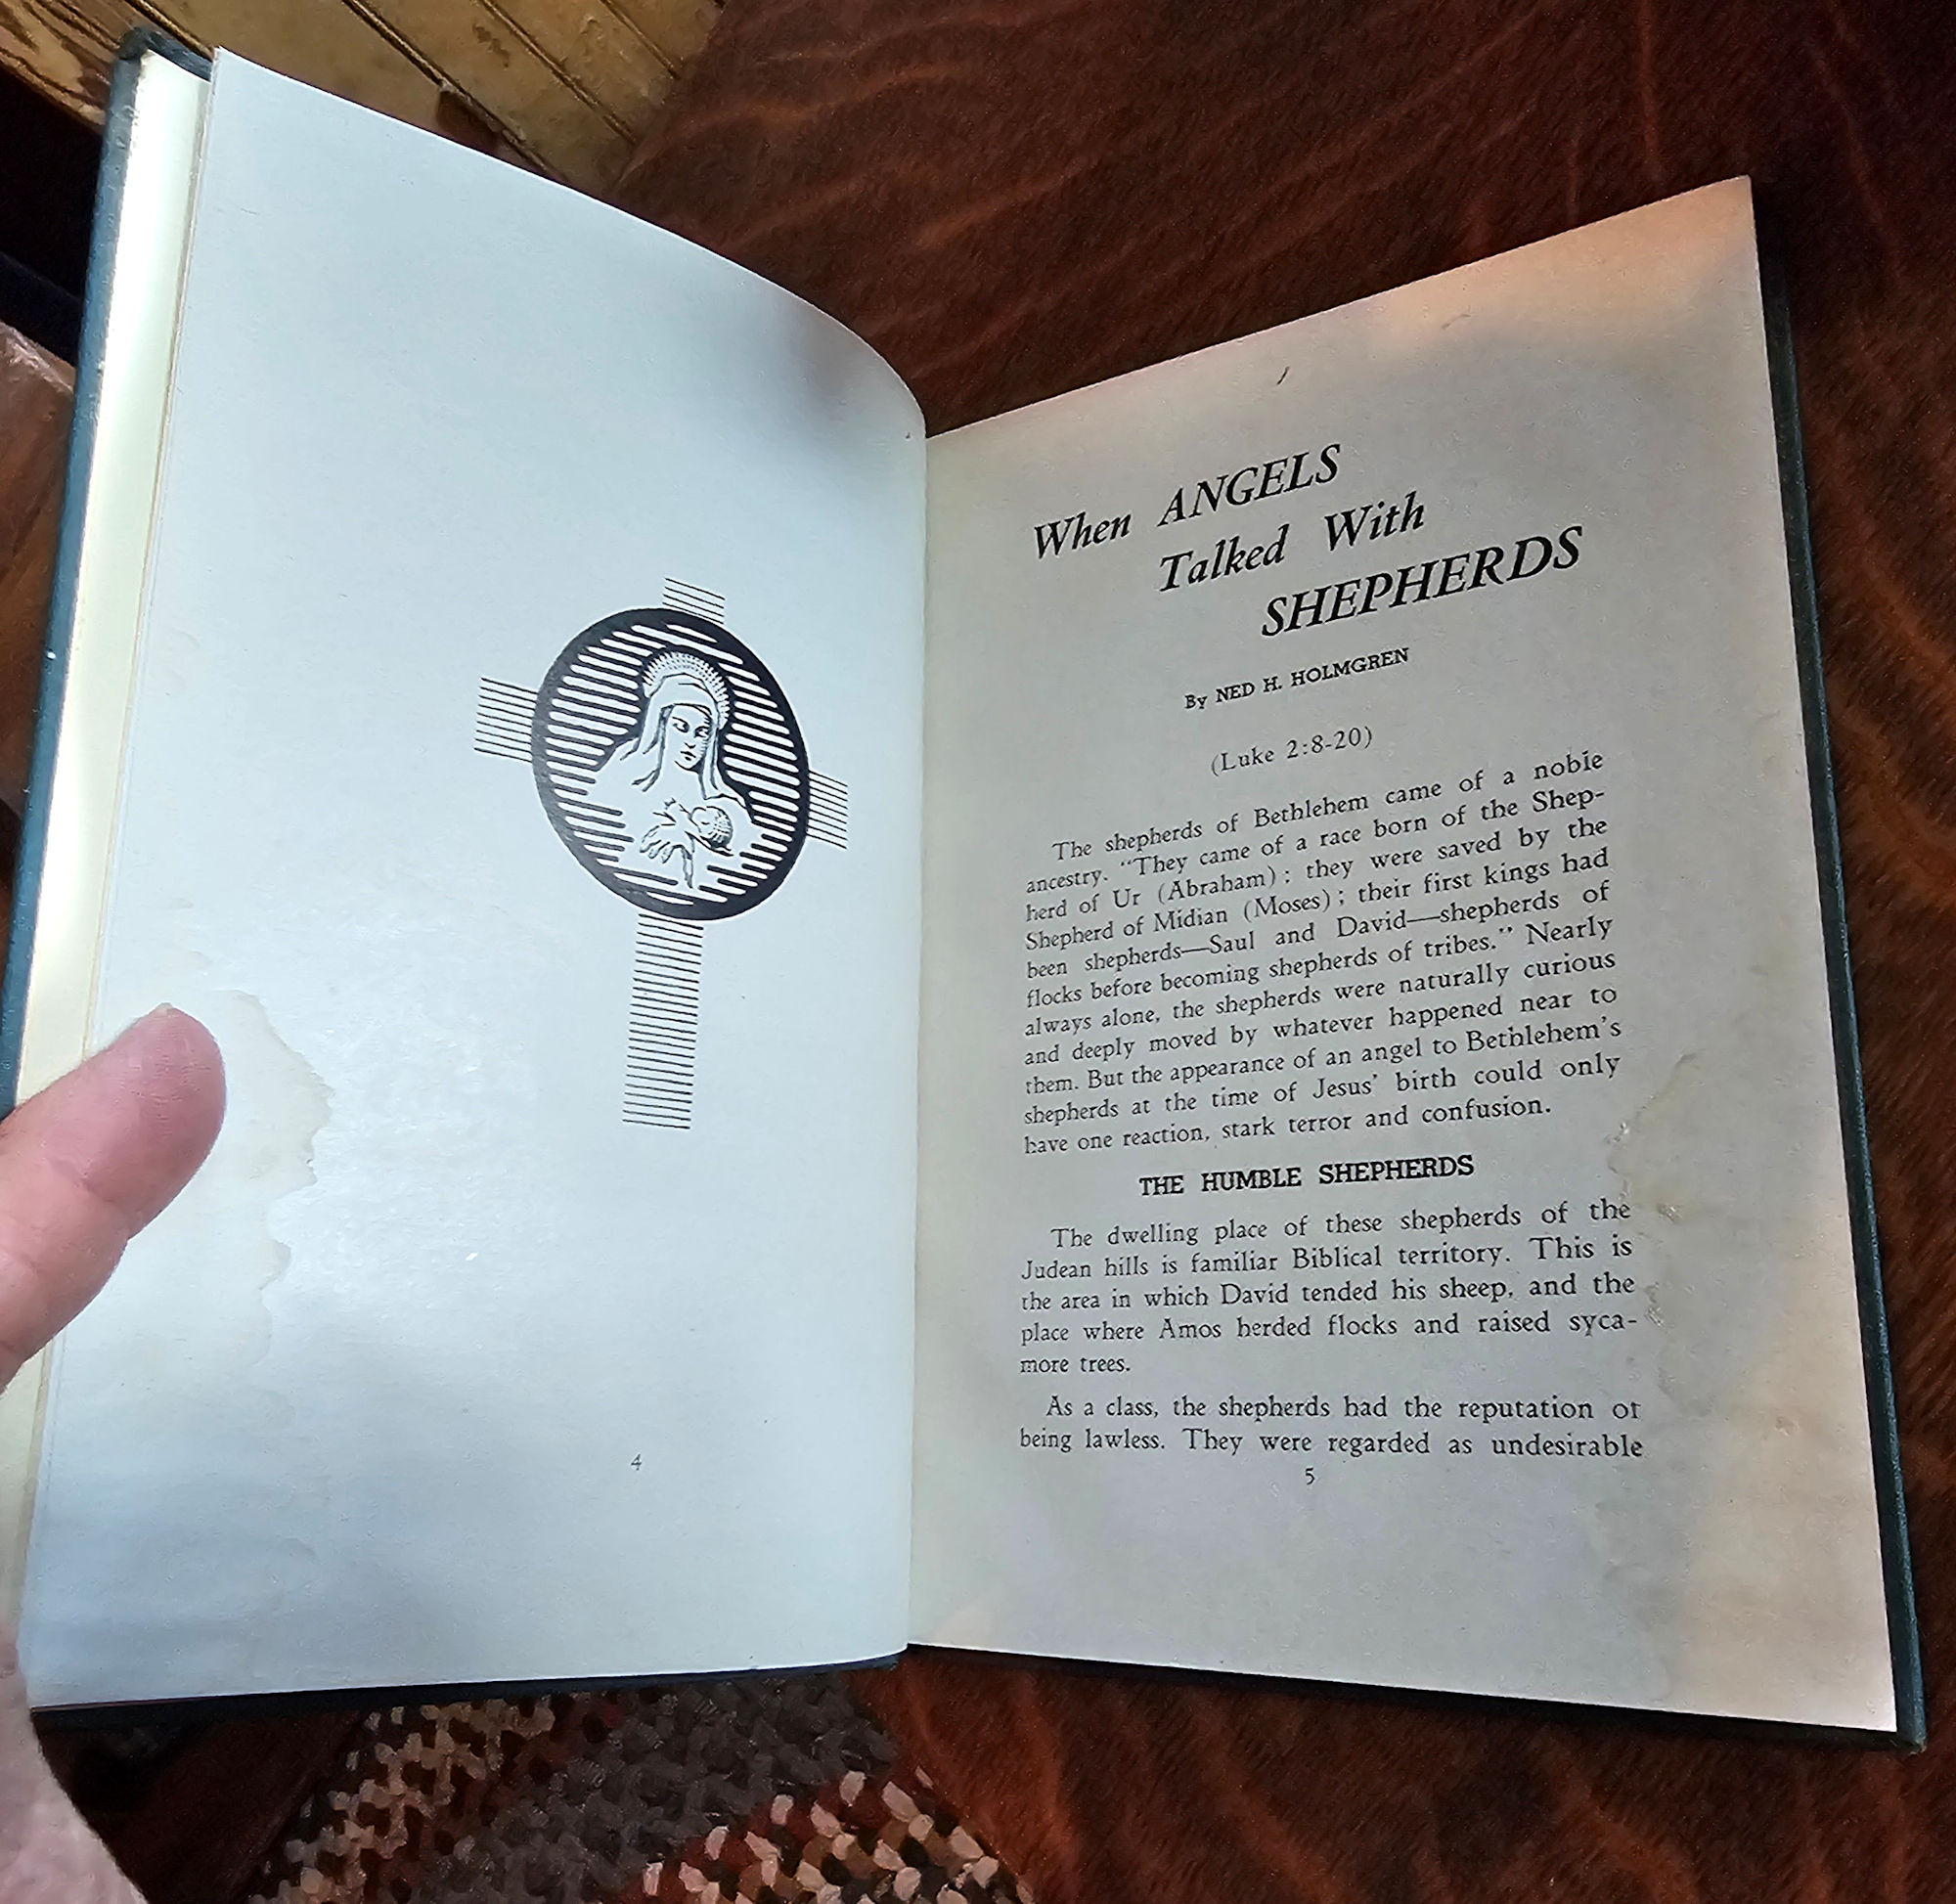 4
When ANGELS
Talked With
SHEPHERDS
By NED H. HOLMGREN
(Luke 2:8-20)
The shepherds of Bethlehem came of a noble
ancestry. "They came of a race born of the Shep-
herd of Ur (Abraham); they were saved by the
Shepherd of Midian (Moses); their first kings had
been shepherds—Saul and David—shepherds of
flocks before becoming shepherds of tribes." Nearly
always alone, the shepherds were naturally curious
and deeply moved by whatever happened near to
them. But the appearance of an angel to Bethlehem's
shepherds at the time of Jesus' birth could only
have one reaction, stark terror and confusion.
THE HUMBLE SHEPHERDS
The dwelling place of these shepherds of the
Judean hills is familiar Biblical territory. This is
the area in which David tended his sheep, and the
place where Amos herded flocks and raised syca-
more trees.
As a class, the shepherds had the reputation of
being lawless. They were regarded as undesirable
5